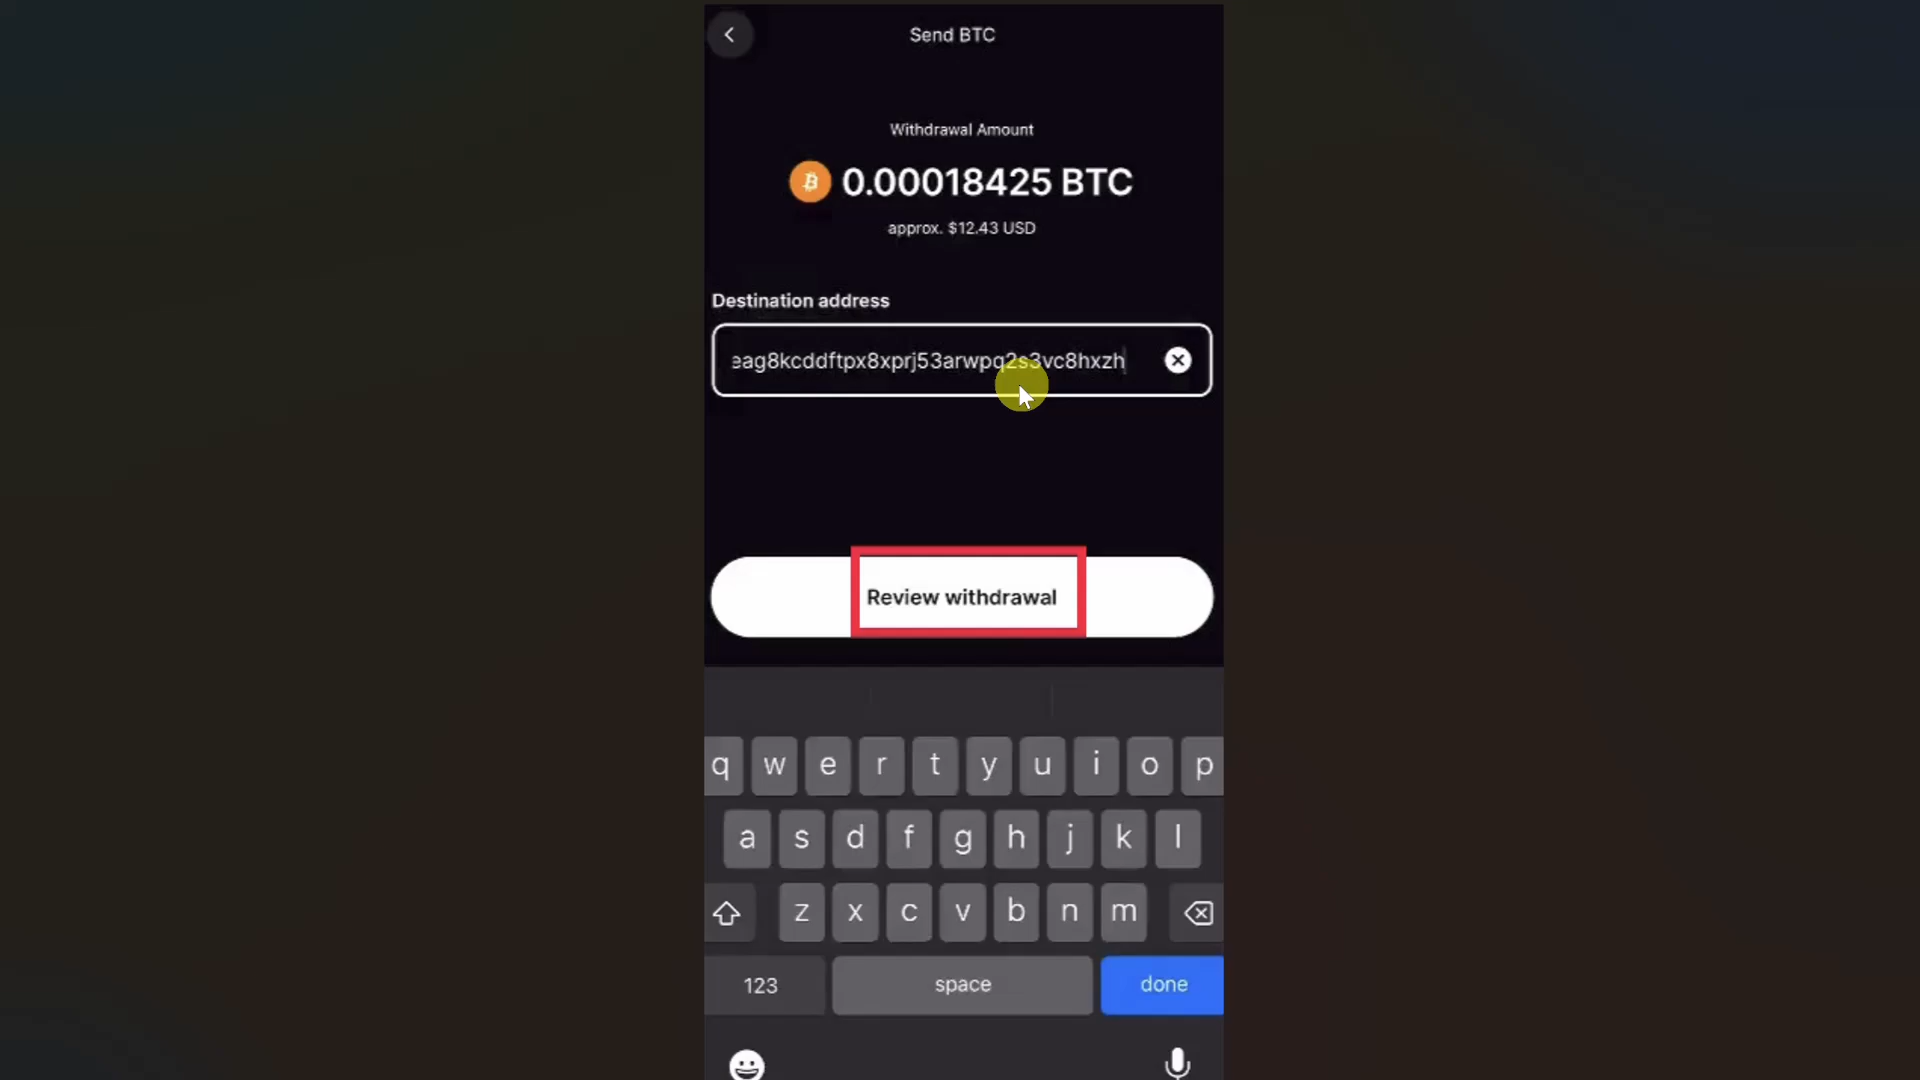 Send BTC
Withdrawal Amount
0.00018425 BTC
approx. $12.43 USD
Destination address
eag8kcddftpx8xprj53arwpq2s3vc8hxzh
Review withdrawal
q w e r t y u i o p
a s d f g h j k l
z x c v b n m
123 space done